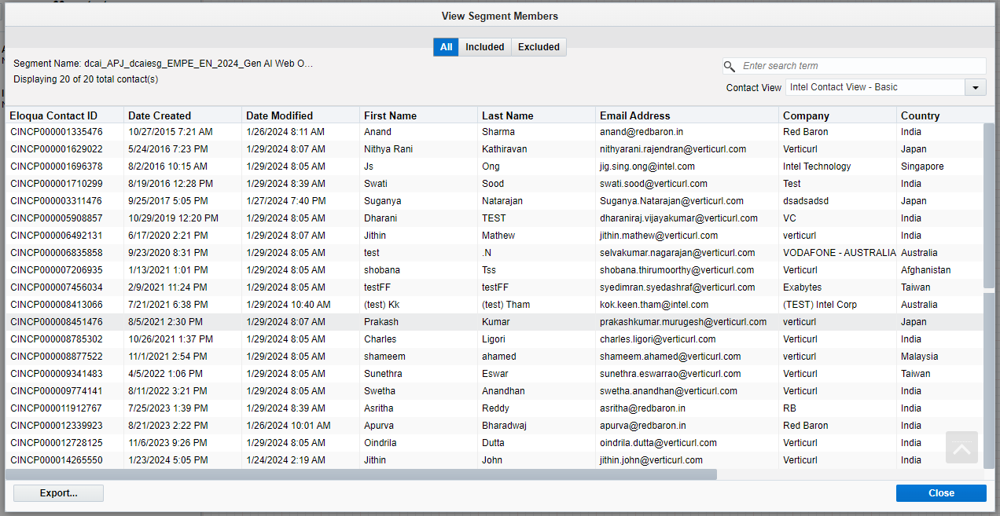 View Segment Members
All Included Excluded
Segment Name: dcai_APJ_dcaiesg_EMPE_EN_2024_Gen AI Web O...
Enter search term
Displaying 20 of 20 total contact(s)
Contact View Intel Contact View - Basic
Eloqua Contact ID Date Created Date Modified First Name Last Name Email Address Company Country
CINCP000001335476 10/27/2015 7:21 AM 1/26/2024 8:11 AM Anand Sharma anand@redbaron.in Red Baron India
CINCP000001629022 5/24/2016 7:23 PM 1/29/2024 8:07 AM Nithya Rani Kathiravan nithyarani.rajendran@verticurl.com Verticurl Japan
CINCP000001696378 8/2/2016 10:15 AM 1/29/2024 8:05 AM Js Ong jig.sing.ong@intel.com Intel Technology Singapore
CINCP000001710299 8/19/2016 12:28 PM 1/29/2024 8:39 AM Swati Sood swati.sood@verticurl.com Test India
CINCP000003311476 9/25/2017 5:05 PM 1/27/2024 7:40 PM Suganya Natarajan Suganya.Natarajan@verticurl.com dsadsadsd Japan
CINCP000005908857 10/29/2019 12:20 PM 1/29/2024 8:05 AM Dharani TEST dharaniraj.vijayakumar@verticurl.com VC India
CINCP000006492131 6/17/2020 2:21 PM 1/29/2024 8:07 AM Jithin Mathew jithin.mathew@verticurl.com verticurl India
CINCP000006835858 9/23/2020 8:31 PM 1/29/2024 8:05 AM test .N selvakumar.nagarajan@verticurl.com VODAFONE - AUSTRALIA Australia
CINCP000007206935 1/13/2021 1:01 PM 1/29/2024 8:05 AM shobana Tss shobana.thirumoorthy@verticurl.com Verticurl Afghanistan
CINCP000007456034 2/9/2021 11:24 PM 1/29/2024 8:05 AM testFF testFF syedimran.syedashraf@verticurl.com Exabytes Taiwan
CINCP000008413066 7/21/2021 6:38 PM 1/29/2024 10:40 AM (test) Kk (test) Tham kok.keen.tham@intel.com (TEST) Intel Corp Australia
CINCP000008451476 8/5/2021 2:30 PM 1/29/2024 8:07 AM Prakash Kumar prakashkumar.murugesh@verticurl.com verticurl Japan
CINCP000008785302 10/26/2021 1:37 PM 1/29/2024 8:05 AM Charles Ligori charles.ligori@verticurl.com Verticurl India
CINCP000008877522 11/1/2021 2:54 PM 1/29/2024 8:05 AM shameem ahamed shameem.ahamed@verticurl.com verticurl Malaysia
CINCP000009341483 4/5/2022 1:06 PM 1/29/2024 8:05 AM Sunethra Eswar sunethra.eswarrao@verticurl.com Verticurl Taiwan
CINCP000009774141 8/11/2022 3:21 PM 1/29/2024 8:05 AM Swetha Anandhan swetha.anandhan@verticurl.com Verticurl India
CINCP000011912767 7/25/2023 1:39 PM 1/29/2024 8:39 AM Asritha Reddy asritha@redbaron.in RB India
CINCP000012339923 8/21/2023 2:22 PM 1/26/2024 10:01 AM Apurva Bharadwaj apurva@redbaron.in Red Baron India
CINCP000012728125 11/6/2023 9:26 PM 1/29/2024 8:05 AM Oindrila Dutta oindrila.dutta@verticurl.com Verticurl India
CINCP000014265550 1/23/2024 5:05 PM 1/24/2024 2:19 AM Jithin John jithin.john@verticurl.com Verticurl India
Export... Close